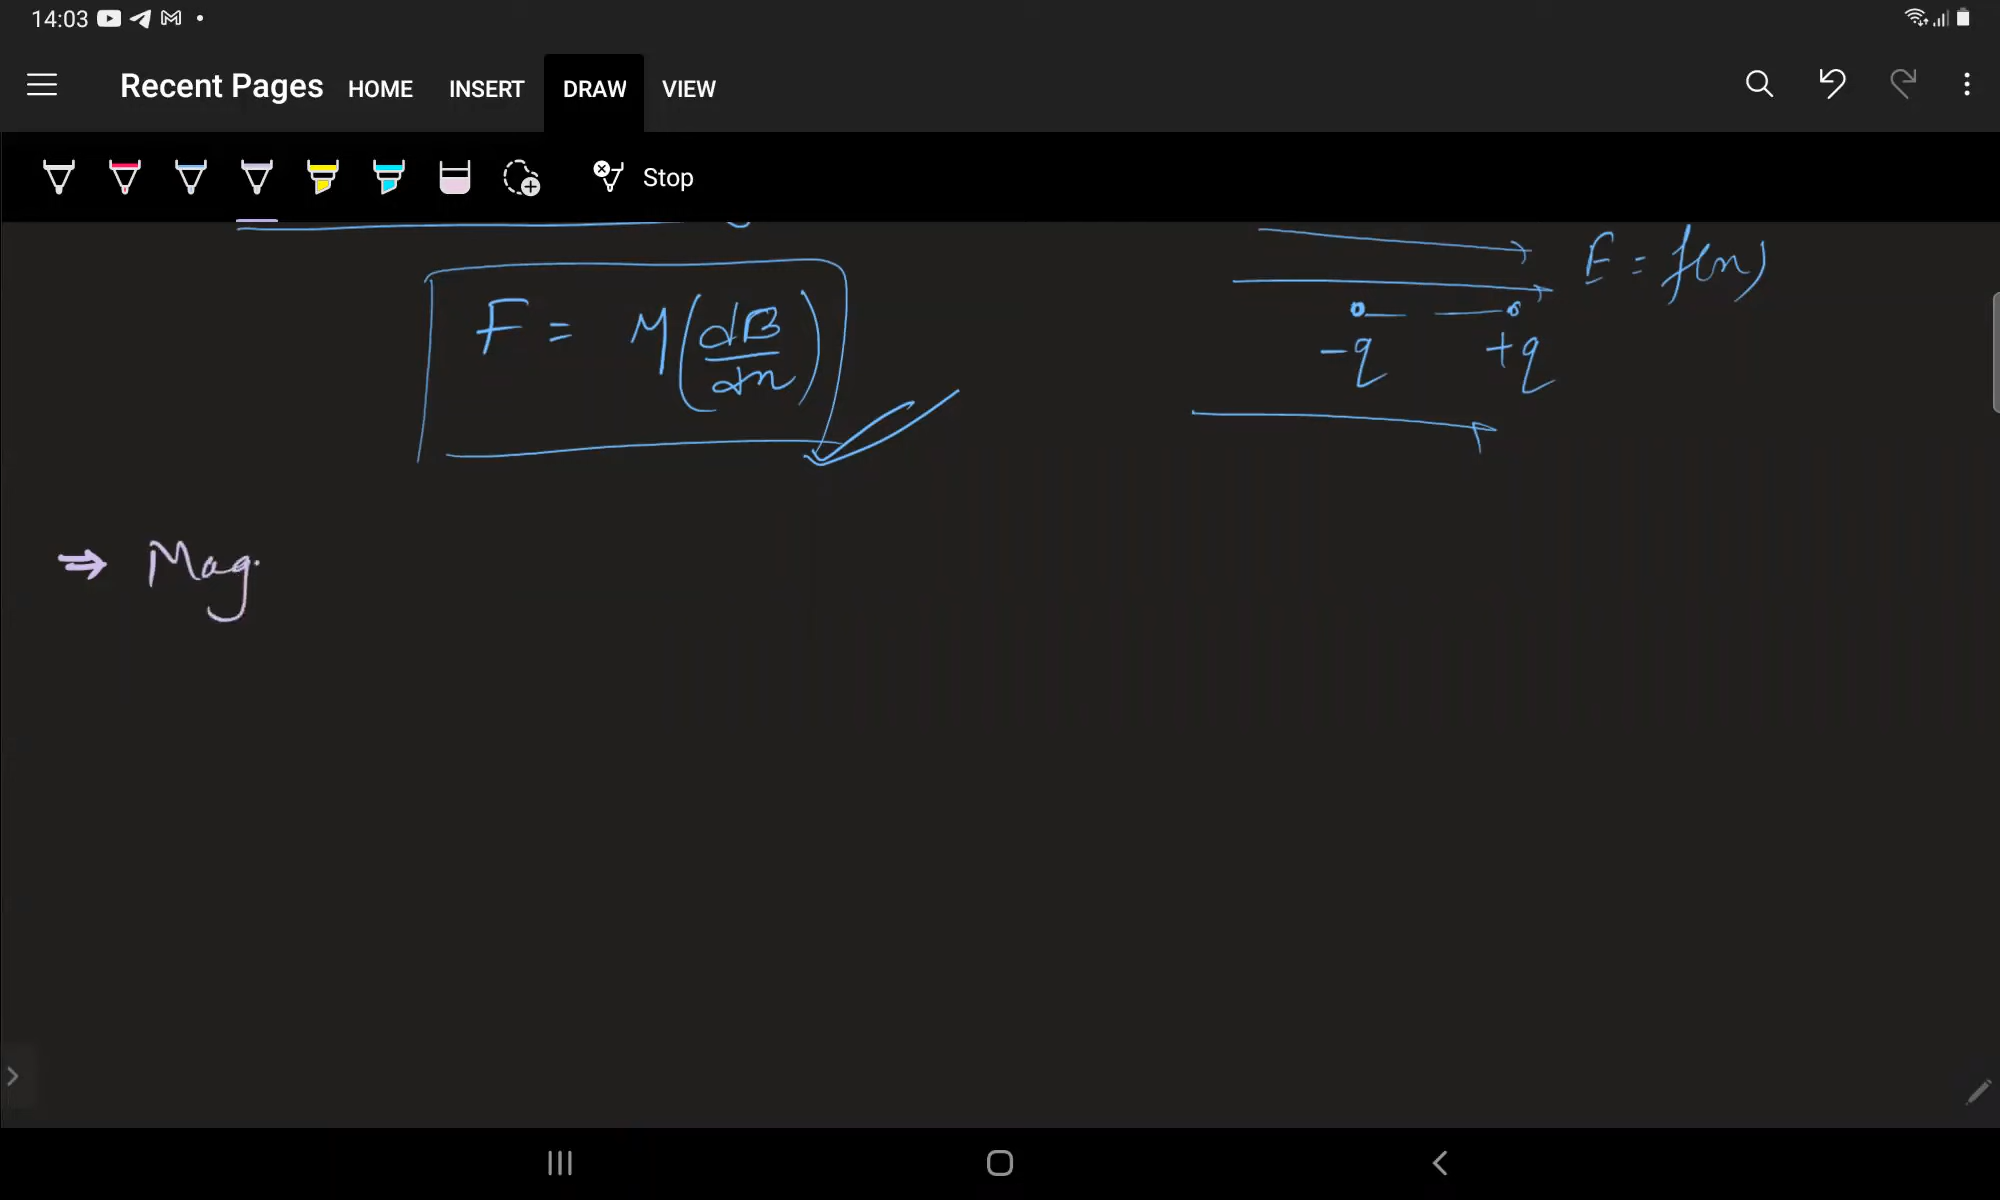 14:03
Recent Pages HOME INSERT DRAW VIEW
Stop
E = f(x)
F = M(dB/dx)
-q +q
⇒ Mag.